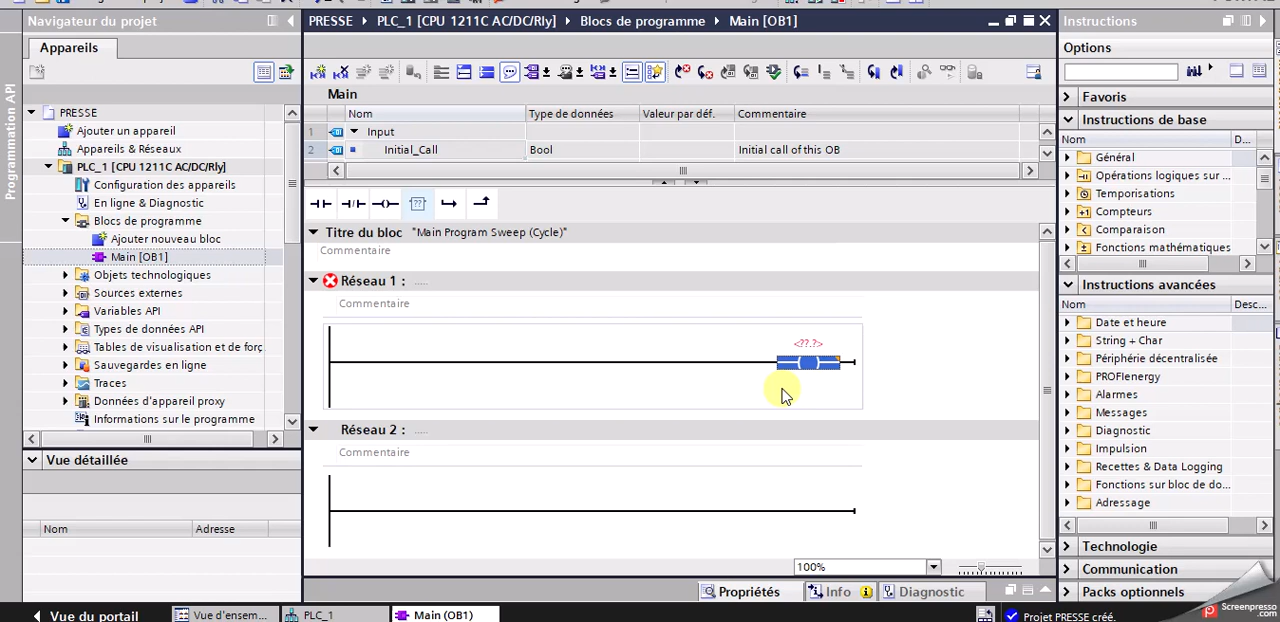 Navigateur du projet
Appareils
Programmation API
PRESSE
Ajouter un appareil
Appareils & Réseaux
PLC_1 [CPU 1211C AC/DC/Rly]
Configuration des appareils
En ligne & Diagnostic
Blocs de programme
Ajouter nouveau bloc
Main [OB1]
Objets technologiques
Sources externes
Variables API
Types de données API
Tables de visualisation et de forç
Sauvegardes en ligne
Traces
Données d'appareil proxy
Informations sur le programme
Vue détaillée
Nom Adresse
PRESSE PLC_1 [CPU 1211C AC/DC/Rly] Blocs de programme Main [OB1]
Main
Nom Type de données Valeur par déf. Commentaire
1 Input
2 Initial_Call Bool Initial call of this OB
??
Titre du bloc "Main Program Sweep (Cycle)"
Commentaire
Réseau 1 : .....
Commentaire
<??.?>
Réseau 2 : .....
Commentaire
100%
Propriétés Info Diagnostic
Instructions
Options
Favoris
Instructions de base
Nom D...
Général
Opérations logiques sur ...
Temporisations
Compteurs
Comparaison
Fonctions mathématiques
Instructions avancées
Nom Desc...
Date et heure
String + Char
Périphérie décentralisée
PROFIenergy
Alarmes
Messages
Diagnostic
Impulsion
Recettes & Data Logging
Fonctions sur bloc de do...
Adressage
Technologie
Communication
Packs optionnels
Vue du portail Vue d'ensem... PLC_1 Main (OB1) Projet PRESSE créé.
Screenpresso
.com